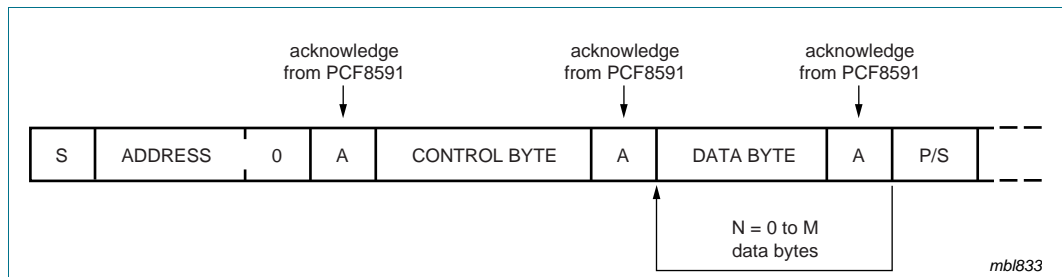 acknowledge
from PCF8591
acknowledge
from PCF8591
acknowledge
from PCF8591
S ADDRESS 0 A CONTROL BYTE A DATA BYTE A P/S
N = 0 to M
data bytes
mbl833